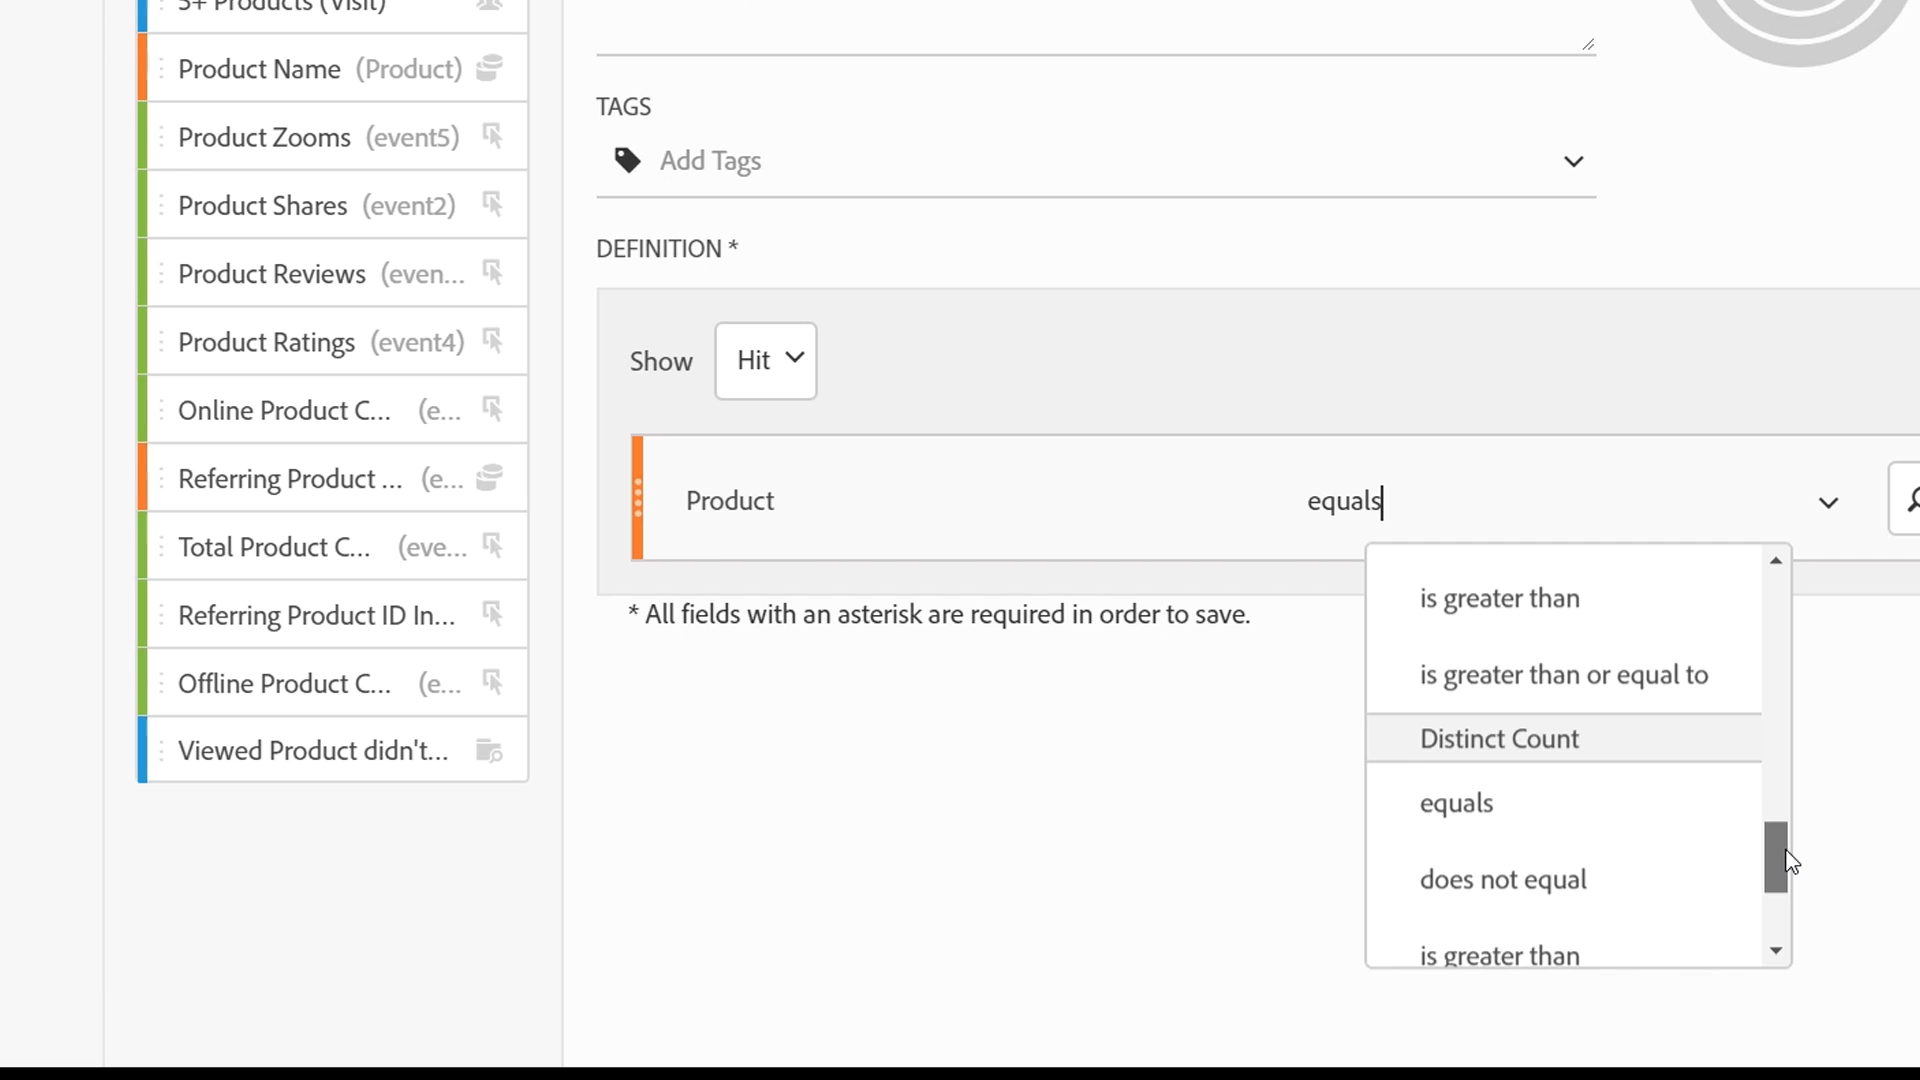 5+ Products (Visit)
Product Name (Product)
Product Zooms (event5)
Product Shares (event2)
Product Reviews (even...
Product Ratings (event4)
Online Product C... (e...
Referring Product ... (e...
Total Product C... (eve...
Referring Product ID In...
Offline Product C... (e...
Viewed Product didn't...
TAGS
Add Tags
DEFINITION *
Show Hit
Product equals
* All fields with an asterisk are required in order to save.
is greater than
is greater than or equal to
Distinct Count
equals
does not equal
is greater than